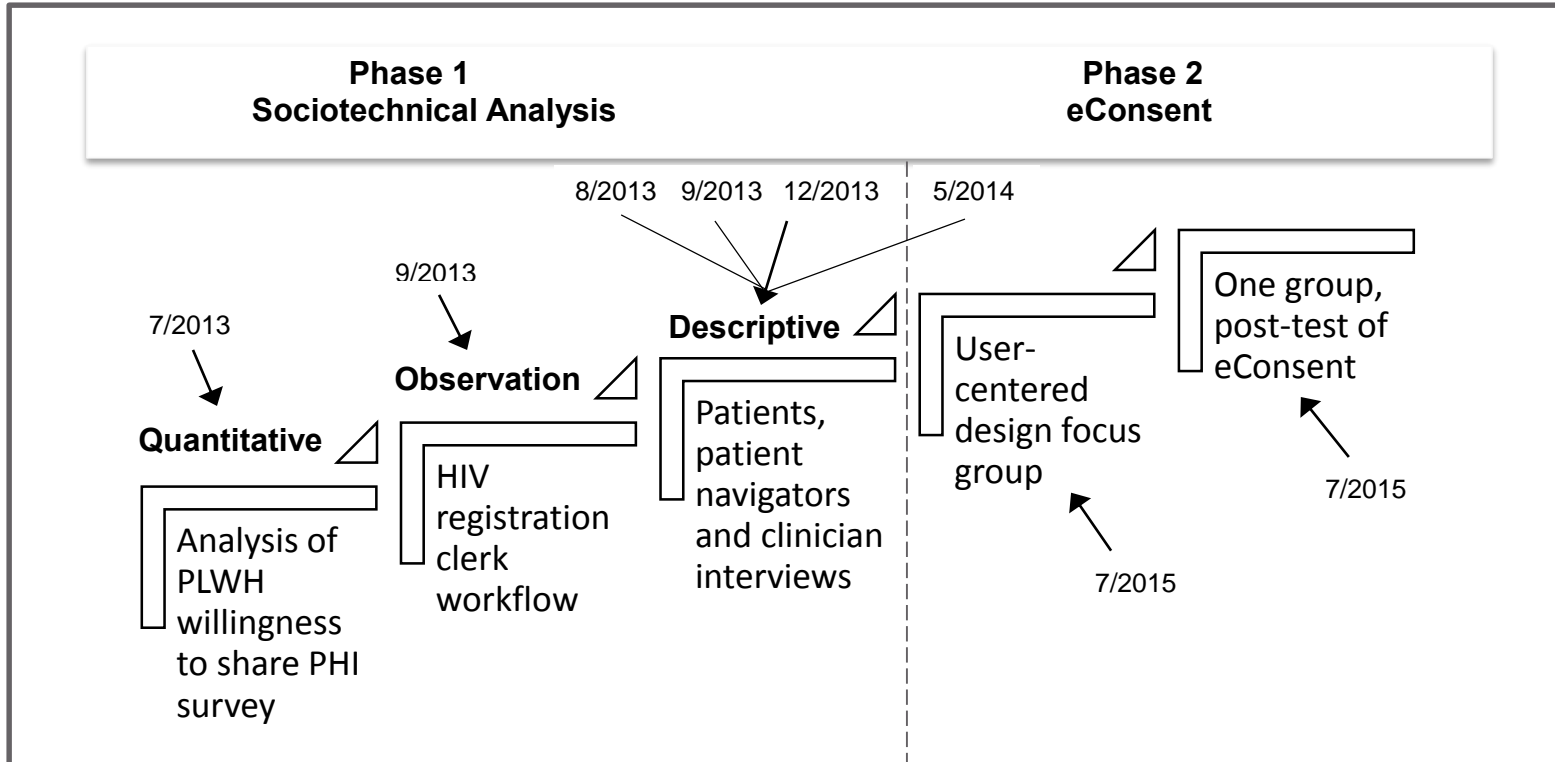 Phase 1
Sociotechnical Analysis
Phase 2
eConsent
8/2013
9/2013
12/2013
5/2014
9/2013
7/2013
Quantitative
Analysis of
PLWH
willingness
to share PHI
survey
Observation
HIV
registration
clerk
workflow
Descriptive
Patients,
patient
navigators
and clinician
interviews
User-
centered
design focus
group
7/2015
One group,
post-test of
eConsent
7/2015